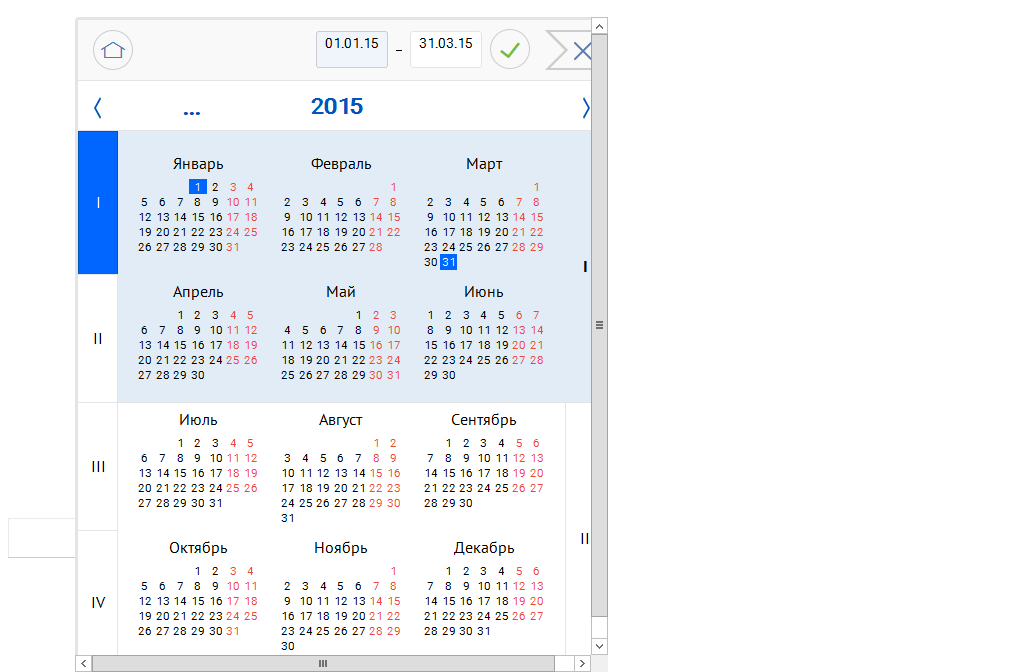 01.01.15 – 31.03.15
... 2015
I
Январь Февраль Март
1 2 3 4 1 1
5 6 7 8 9 10 11 2 3 4 5 6 7 8 2 3 4 5 6 7 8
12 13 14 15 16 17 18 9 10 11 12 13 14 15 9 10 11 12 13 14 15
19 20 21 22 23 24 25 16 17 18 19 20 21 22 16 17 18 19 20 21 22
26 27 28 29 30 31 23 24 25 26 27 28 23 24 25 26 27 28 29
30 31
I
II
Апрель Май Июнь
1 2 3 4 5 1 2 3 1 2 3 4 5 6 7
6 7 8 9 10 11 12 4 5 6 7 8 9 10 8 9 10 11 12 13 14
13 14 15 16 17 18 19 11 12 13 14 15 16 17 15 16 17 18 19 20 21
20 21 22 23 24 25 26 18 19 20 21 22 23 24 22 23 24 25 26 27 28
27 28 29 30 25 26 27 28 29 30 31 29 30
III
Июль Август Сентябрь
1 2 3 4 5 1 2 1 2 3 4 5 6
6 7 8 9 10 11 12 3 4 5 6 7 8 9 7 8 9 10 11 12 13
13 14 15 16 17 18 19 10 11 12 13 14 15 16 14 15 16 17 18 19 20
20 21 22 23 24 25 26 17 18 19 20 21 22 23 21 22 23 24 25 26 27
27 28 29 30 31 24 25 26 27 28 29 30 28 29 30
31
II
IV
Октябрь Ноябрь Декабрь
1 2 3 4 1 1 2 3 4 5 6
5 6 7 8 9 10 11 2 3 4 5 6 7 8 7 8 9 10 11 12 13
12 13 14 15 16 17 18 9 10 11 12 13 14 15 14 15 16 17 18 19 20
19 20 21 22 23 24 25 16 17 18 19 20 21 22 21 22 23 24 25 26 27
26 27 28 29 30 31 23 24 25 26 27 28 29 28 29 30 31
30